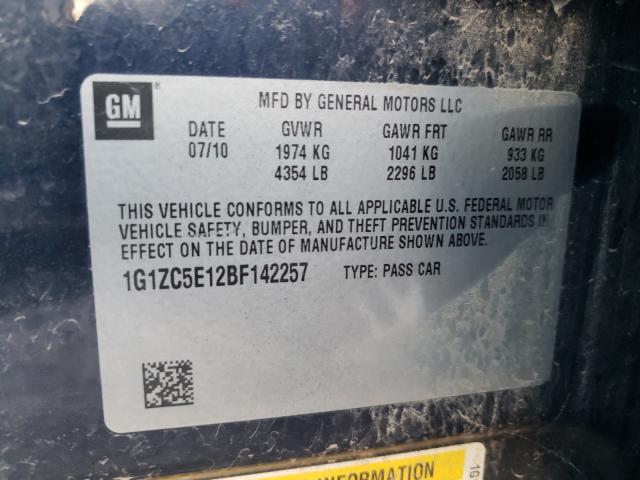 GM
MFD BY GENERAL MOTORS LLC
DATE GVWR GAWR FRT GAWR RR
07/10 1974 KG 1041 KG 933 KG
4354 LB 2296 LB 2058 LB
THIS VEHICLE CONFORMS TO ALL APPLICABLE U.S. FEDERAL MOTOR
VEHICLE SAFETY, BUMPER, AND THEFT PREVENTION STANDARDS IN
EFFECT ON THE DATE OF MANUFACTURE SHOWN ABOVE.
1G1ZC5E12BF142257 TYPE: PASS CAR
INFORMATION
1G